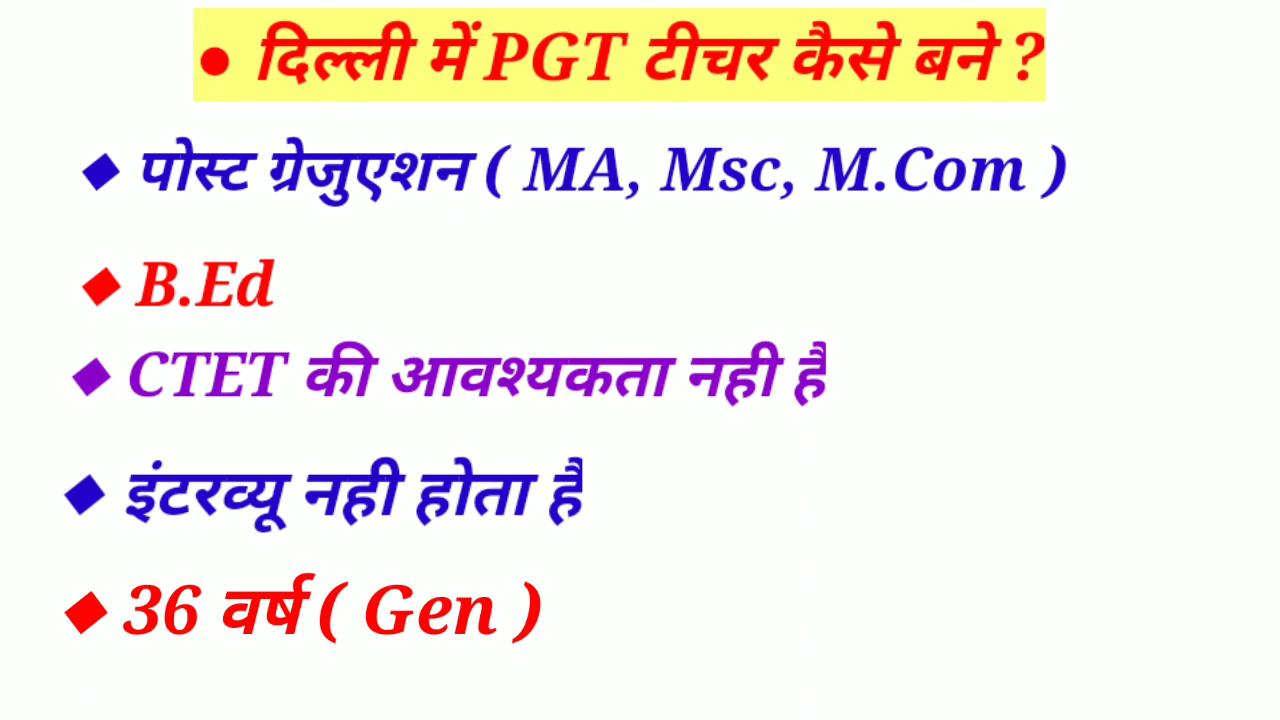 ● दिल्ली में PGT टीचर कैसे बने ?
◆ पोस्ट ग्रेजुएशन ( MA, Msc, M.Com )
◆ B.Ed
◆ CTET की आवश्यकता नही है
◆ इंटरव्यू नही होता है
◆ 36 वर्ष ( Gen )